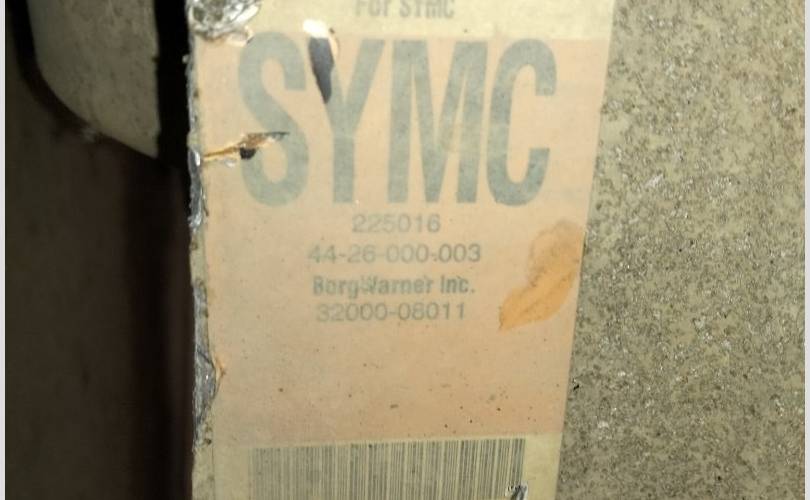 For SYMC
SYMC
225016
44-26-000-003
BorgWarner Inc.
32000-08011